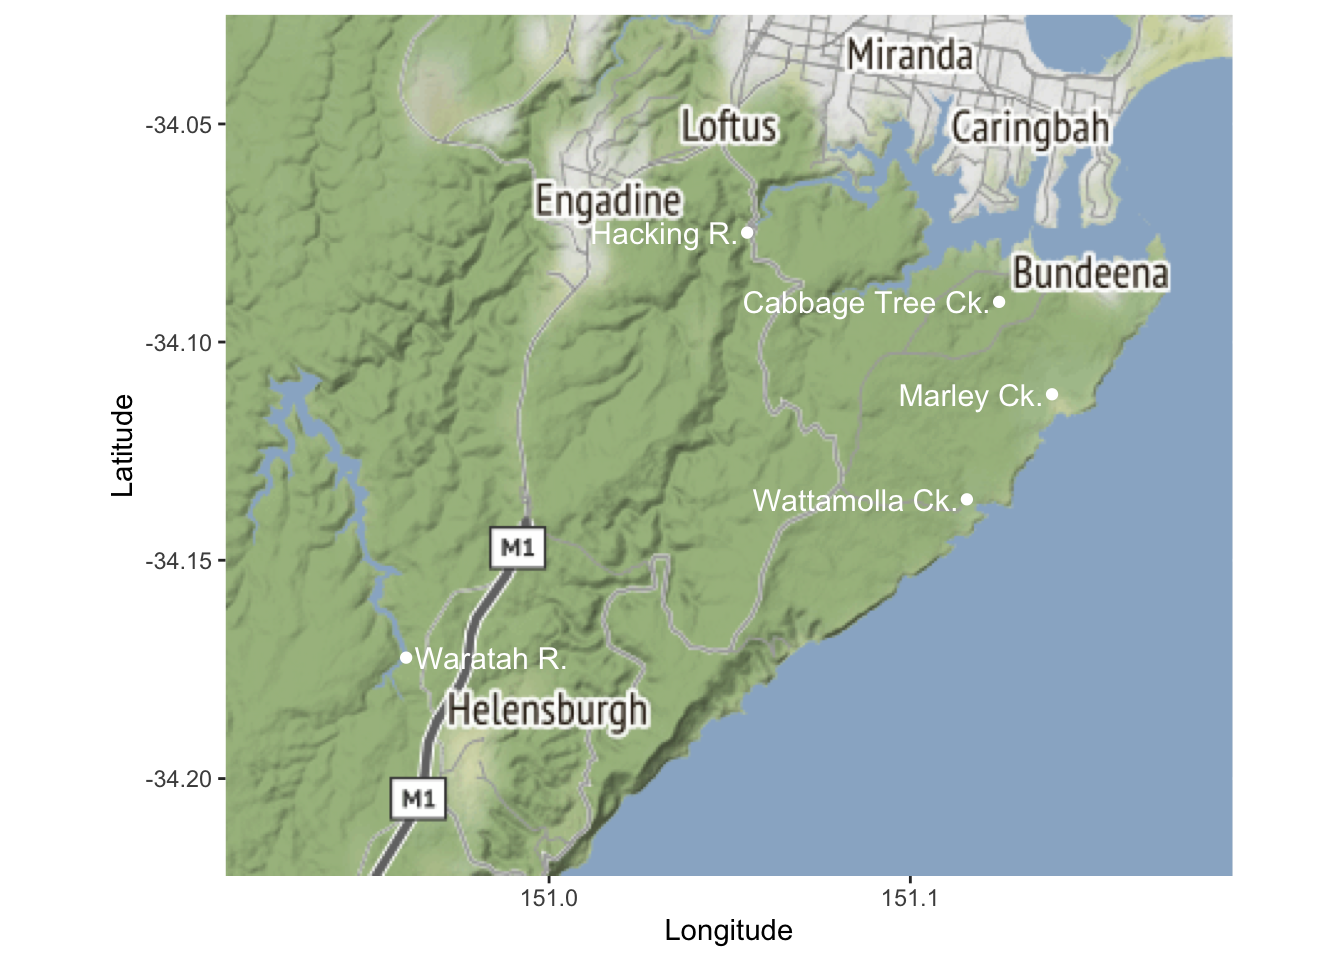 Miranda
-34.05
Loftus
Caringbah
Engadine
Hacking R.
Bundeena
Cabbage Tree Ck.
-34.10
Marley Ck.
Latitude
Wattamolla Ck.
M1
-34.15
Waratah R.
Helensburgh
-34.20
M1
151.0
151.1
Longitude